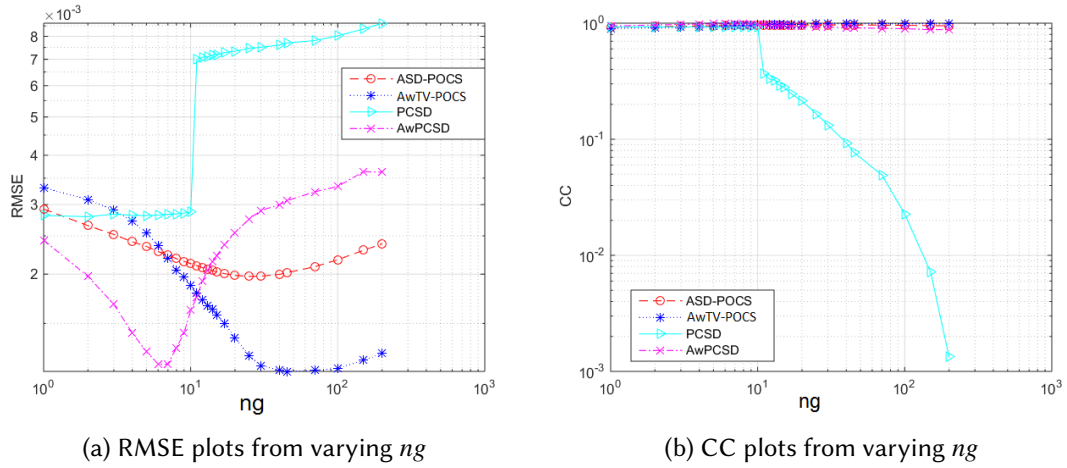 × 10⁻³
8
7
6
5
4
3
2
RMSE
10⁰
10¹
10²
10³
ng
ASD-POCS
AwTV-POCS
PCSD
AwPCSD
(a) RMSE plots from varying ng
10⁰
10⁻¹
10⁻²
10⁻³
CC
10⁰
10¹
10²
10³
ng
ASD-POCS
AwTV-POCS
PCSD
AwPCSD
(b) CC plots from varying ng